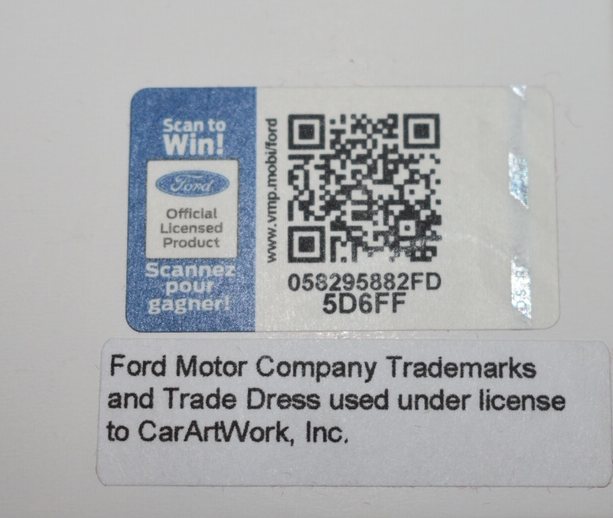 Scan to
Win!
Ford
Official
Licensed
Product
Scannez
pour
gagner!
www.vmp.mobi/ford
058295882FD
5D6FF
Ford Motor Company Trademarks
and Trade Dress used under license
to CarArtWork, Inc.